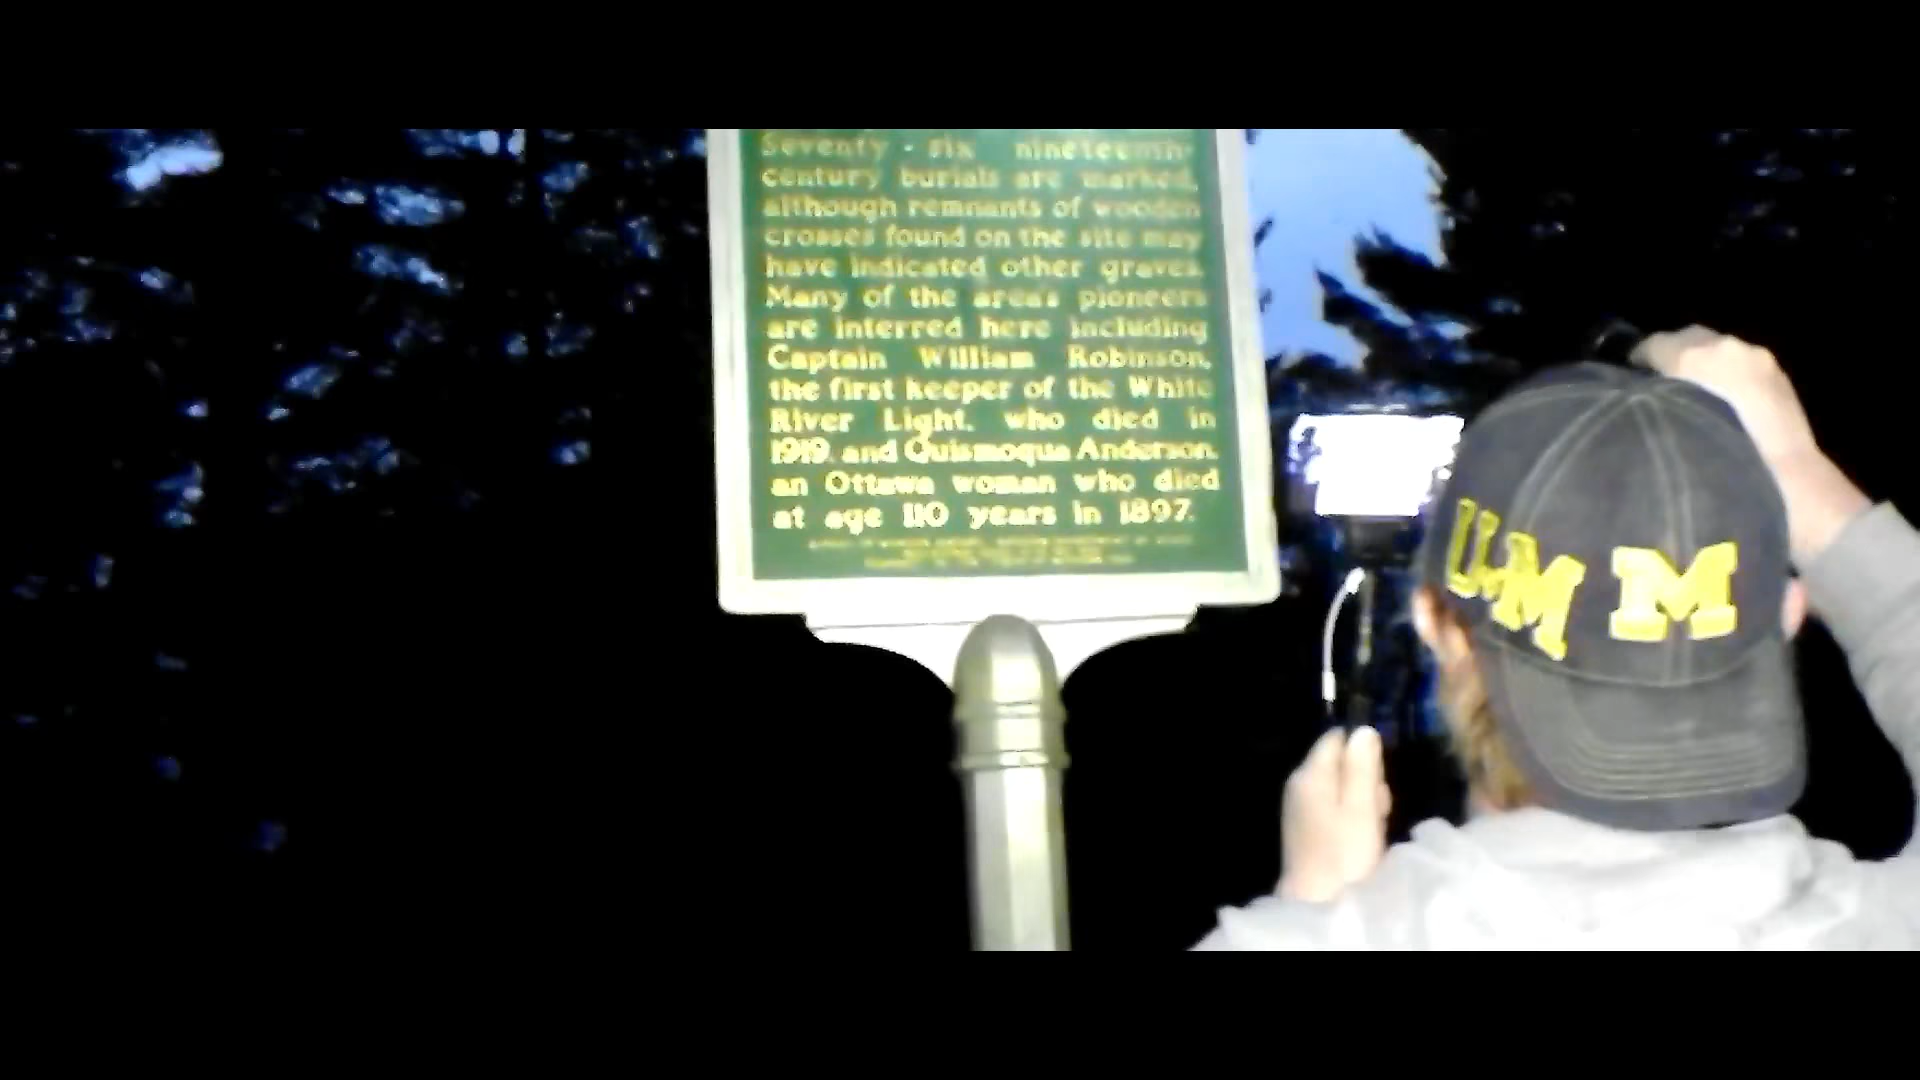 Seventy - six nineteenth-
century burials are marked,
although remnants of wooden
crosses found on the site may
have indicated other graves.
Many of the area's pioneers
are interred here including
Captain William Robinson,
the first keeper of the White
River Light, who died in
1919, and Quismoqua Anderson,
an Ottawa woman who died
at age 110 years in 1897.
U of M M